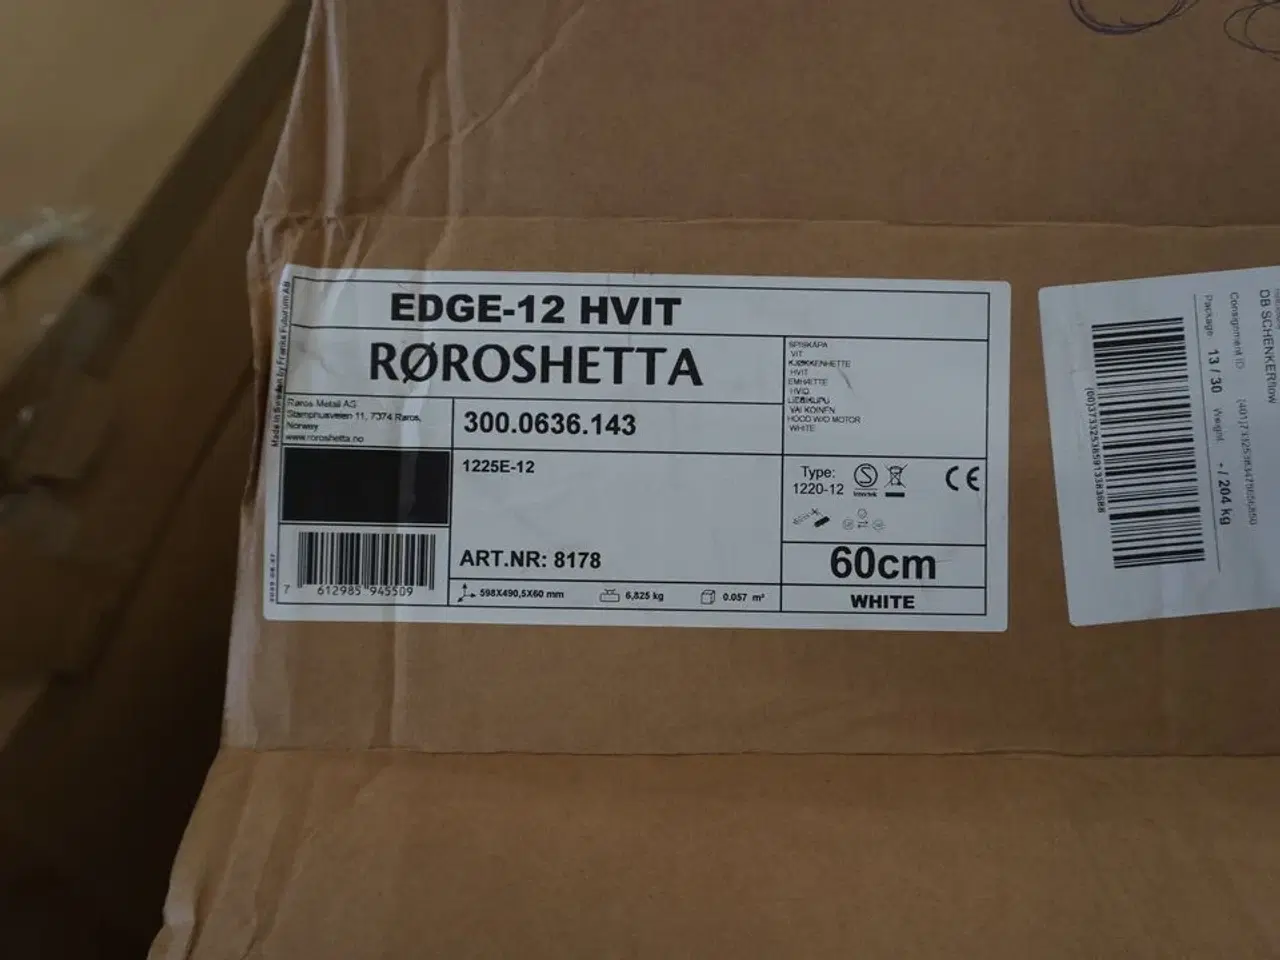 EDGE-12 HVIT
RØROSHETTA
Made in Sweden by Franke Futurum AB
Røros Metall AS
Stamphusveien 11, 7374 Røros,
Norway
www.roroshetta.no
300.0636.143
1225E-12
ART.NR: 8178
7 612985 945509
598X490,5X60 mm
6,825 kg
0.057 m³
SPISKÅPA
VIT
KJØKKENHETTE
HVIT
EMHÆTTE
HVID
LIESIKUPU
VALKOINEN
HOOD W/O MOTOR
WHITE
Type:
1220-12
Intertek
CE
60cm
WHITE
DB SCHENKER
Consignment ID
Package 13 / 30 Weight - / 204 kg